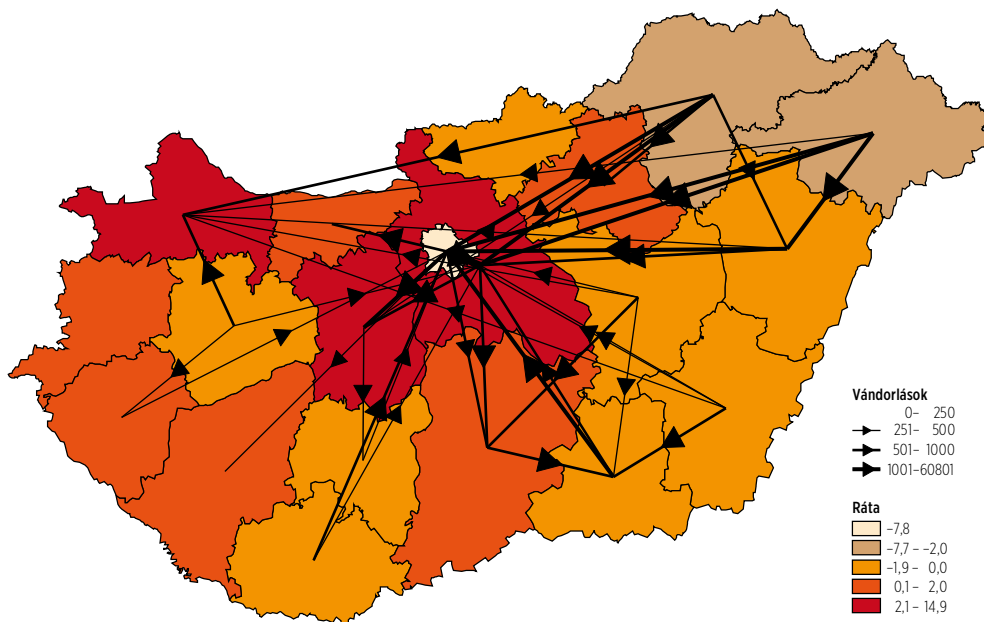 Vándorlások
0– 250
251– 500
501– 1000
1001–60801
Ráta
–7,8
–7,7 – –2,0
–1,9 – 0,0
0,1 – 2,0
2,1 – 14,9